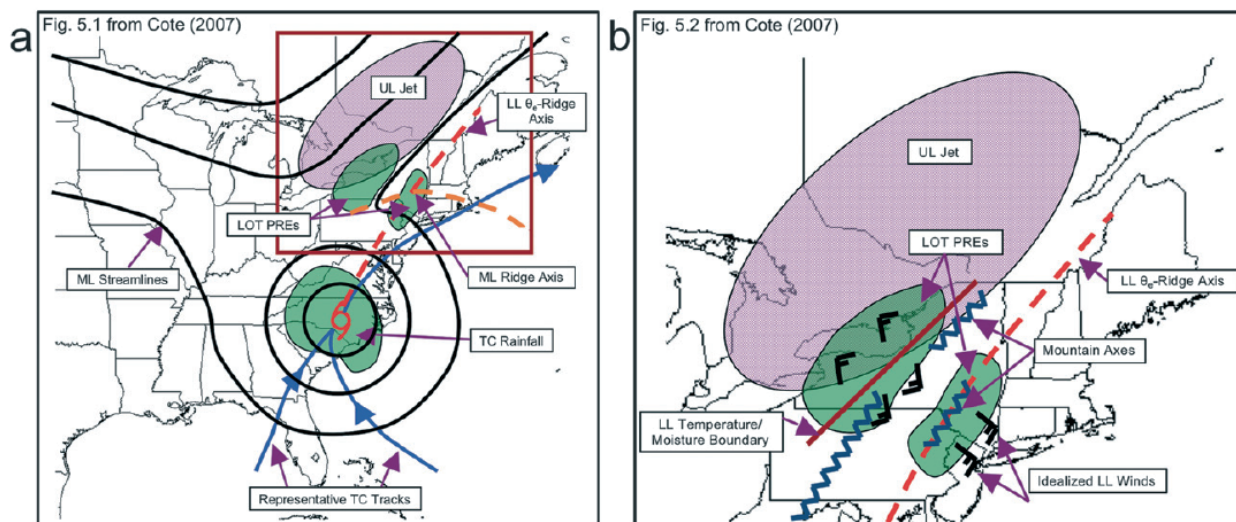 a
Fig. 5.1 from Cote (2007)
UL Jet
LL θe-Ridge
Axis
LOT PREs
ML Streamlines
ML Ridge Axis
TC Rainfall
Representative TC Tracks
b
Fig. 5.2 from Cote (2007)
UL Jet
LOT PREs
LL θe-Ridge Axis
Mountain Axes
LL Temperature/
Moisture Boundary
Idealized LL Winds